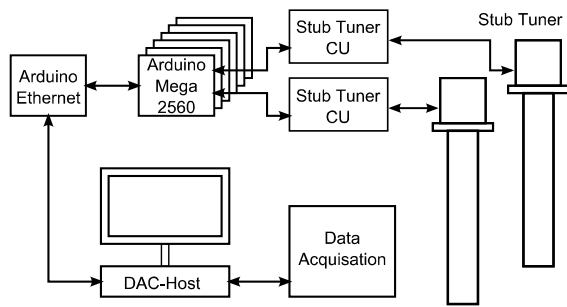 Stub Tuner
Stub Tuner
CU
Arduino
Ethernet
Arduino
Mega
2560
Stub Tuner
CU
Data
Acquisation
DAC-Host